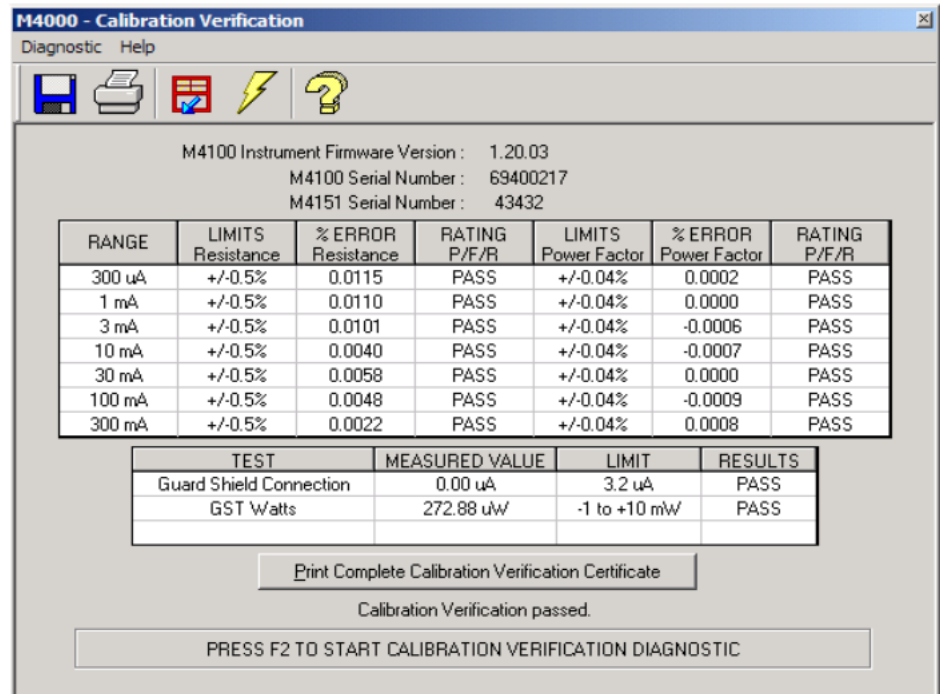 M4000 - Calibration Verification
Diagnostic Help
M4100 Instrument Firmware Version : 1.20.03
M4100 Serial Number : 69400217
M4151 Serial Number : 43432
RANGE LIMITS Resistance % ERROR Resistance RATING P/F/R LIMITS Power Factor % ERROR Power Factor RATING P/F/R
300 uA +/-0.5% 0.0115 PASS +/-0.04% 0.0002 PASS
1 mA +/-0.5% 0.0110 PASS +/-0.04% 0.0000 PASS
3 mA +/-0.5% 0.0101 PASS +/-0.04% -0.0006 PASS
10 mA +/-0.5% 0.0040 PASS +/-0.04% -0.0007 PASS
30 mA +/-0.5% 0.0058 PASS +/-0.04% 0.0000 PASS
100 mA +/-0.5% 0.0048 PASS +/-0.04% -0.0009 PASS
300 mA +/-0.5% 0.0022 PASS +/-0.04% 0.0008 PASS
TEST MEASURED VALUE LIMIT RESULTS
Guard Shield Connection 0.00 uA 3.2 uA PASS
GST Watts 272.88 uW -1 to +10 mW PASS
Print Complete Calibration Verification Certificate
Calibration Verification passed.
PRESS F2 TO START CALIBRATION VERIFICATION DIAGNOSTIC